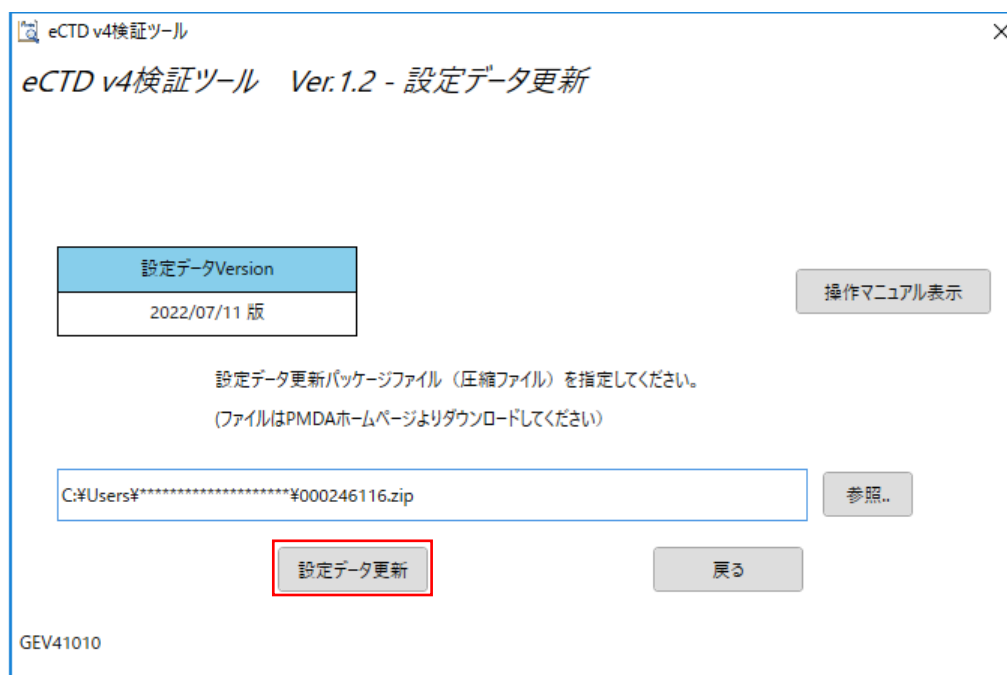 eCTD v4検証ツール
eCTD v4検証ツール　Ver.1.2 - 設定データ更新
設定データVersion
2022/07/11 版
操作マニュアル表示
設定データ更新パッケージファイル（圧縮ファイル）を指定してください。
(ファイルはPMDAホームページよりダウンロードしてください）
C:¥Users¥********************¥000246116.zip
参照..
設定データ更新
戻る
GEV41010